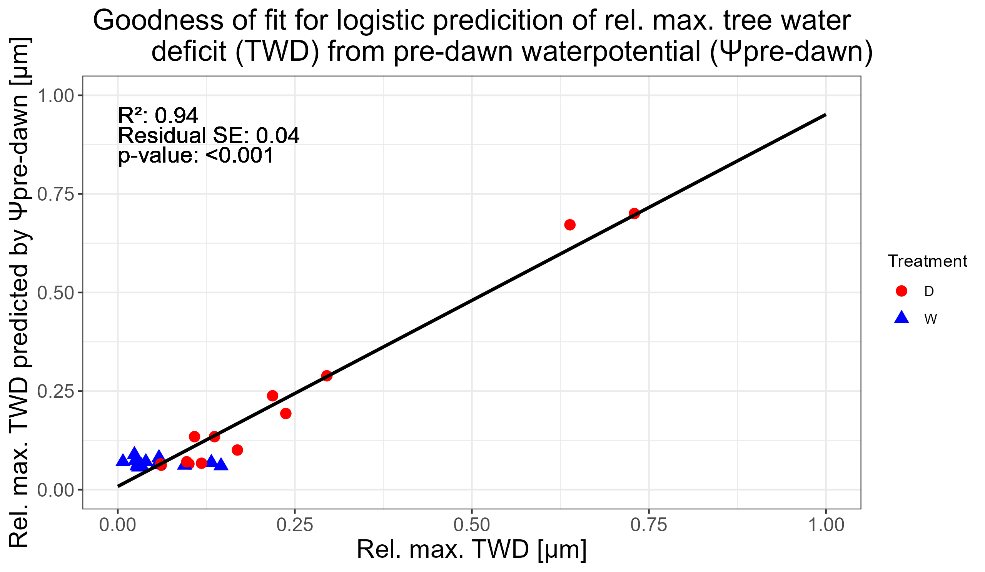 Goodness of fit for logistic predicition of rel. max. tree water
deficit (TWD) from pre-dawn waterpotential (Ψpre-dawn)
Rel. max. TWD predicted by Ψpre-dawn [µm]
1.00
0.75
0.50
0.25
0.00
R²: 0.94
Residual SE: 0.04
p-value: <0.001
0.00
0.25
0.50
0.75
1.00
Rel. max. TWD [µm]
Treatment
D
W